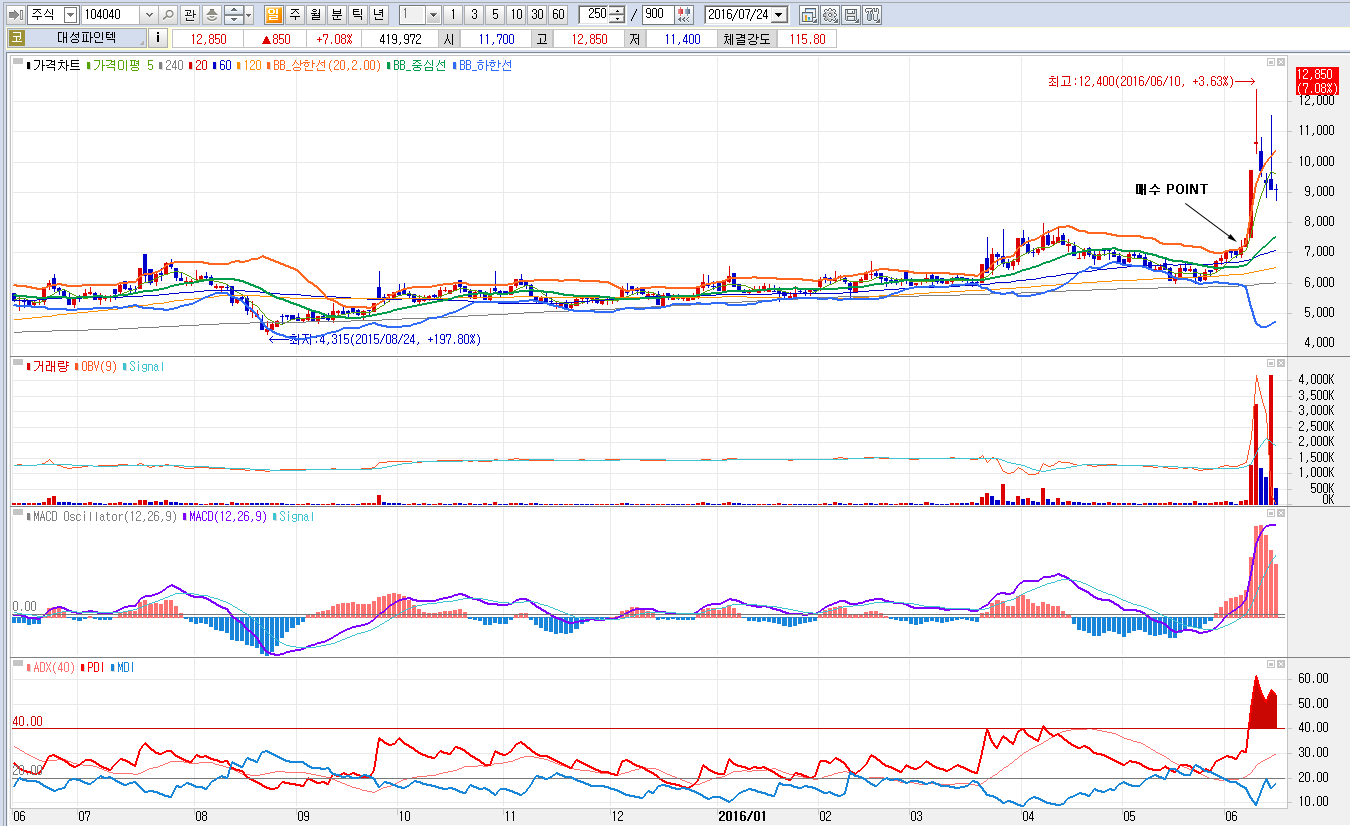 주식 104040 관 일 주 월 분 틱 년 1 1 3 5 10 30 60 250 / 900 2016/07/24
코 대성파인텍 i 12,850 ▲850 +7.08% 419,972 시 11,700 고 12,850 저 11,400 체결강도 115.80
가격차트 가격이평 5 240 20 60 120 BB_상한선(20,2.00) BB_중심선 BB_하한선
최고:12,400(2016/06/10, +3.63%)
12,850
(7.08%)
12,000
11,000
10,000
매수 POINT
9,000
8,000
7,000
6,000
5,000
최저:4,315(2015/08/24, +197.80%)
4,000
거래량 OBV(9) Signal
4,000K
3,500K
3,000K
2,500K
2,000K
1,500K
1,000K
500K
0K
MACD Oscillator(12,26,9) MACD(12,26,9) Signal
0.00
ADX(40) PDI MDI
60.00
50.00
40.00 40.00
30.00
20.00 20.00
10.00
06 07 08 09 10 11 12 2016/01 02 03 04 05 06